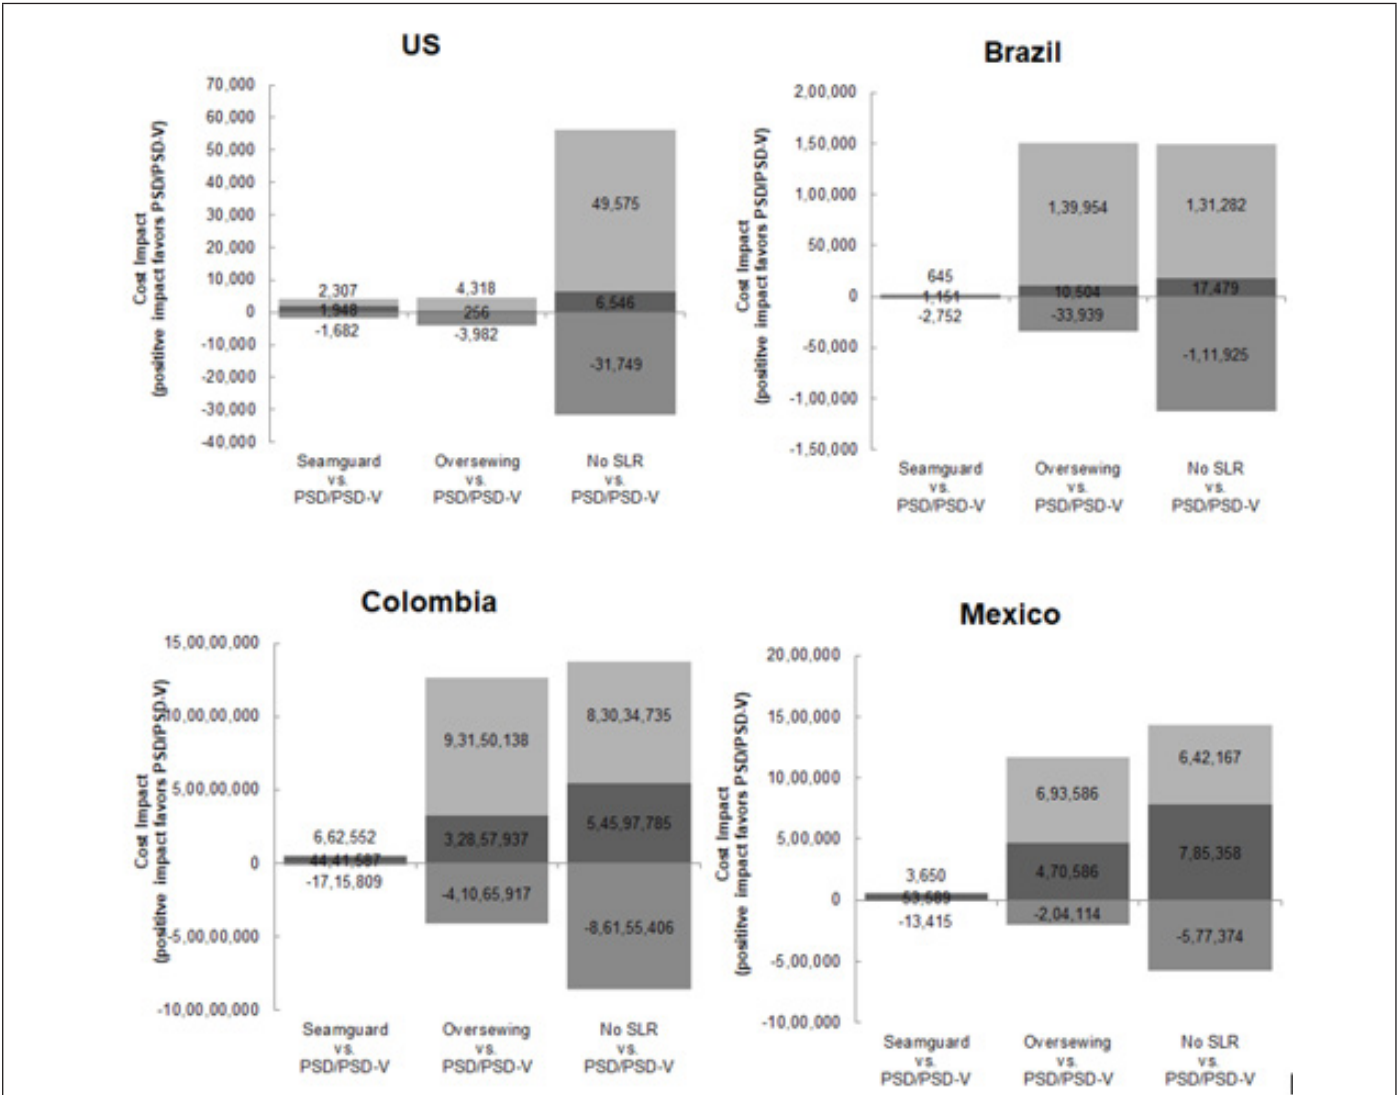 US
Cost Impact
(posititve impact favors PSD/PSD-V)
70,000
60,000
50,000
40,000
30,000
20,000
10,000
0
-10,000
-20,000
-30,000
-40,000
2,307
1,948
-1,682
4,318
256
-3,982
49,575
6,546
-31,749
Seamguard
vs.
PSD/PSD-V
Oversewing
vs.
PSD/PSD-V
No SLR
vs.
PSD/PSD-V
Brazil
Cost Impact
(posititve impact favors PSD/PSD-V)
2,00,000
1,50,000
1,00,000
50,000
0
-50,000
-1,00,000
-1,50,000
645
1,151
-2,752
1,39,954
10,504
-33,939
1,31,282
17,479
-1,11,925
Seamguard
vs.
PSD/PSD-V
Oversewing
vs.
PSD/PSD-V
No SLR
vs.
PSD/PSD-V
Colombia
Cost Impact
(posititve impact favors PSD/PSD-V)
15,00,00,000
10,00,00,000
5,00,00,000
0
-5,00,00,000
-10,00,00,000
6,62,552
44,41,587
-17,15,809
9,31,50,138
3,28,57,937
-4,10,65,917
8,30,34,735
5,45,97,785
-8,61,55,406
Seamguard
vs.
PSD/PSD-V
Oversewing
vs.
PSD/PSD-V
No SLR
vs.
PSD/PSD-V
Mexico
Cost Impact
(posititve impact favors PSD/PSD-V)
20,00,000
15,00,000
10,00,000
5,00,000
0
-5,00,000
-10,00,000
3,650
53,589
-13,415
6,93,586
4,70,586
-2,04,114
6,42,167
7,85,358
-5,77,374
Seamguard
vs.
PSD/PSD-V
Oversewing
vs.
PSD/PSD-V
No SLR
vs.
PSD/PSD-V